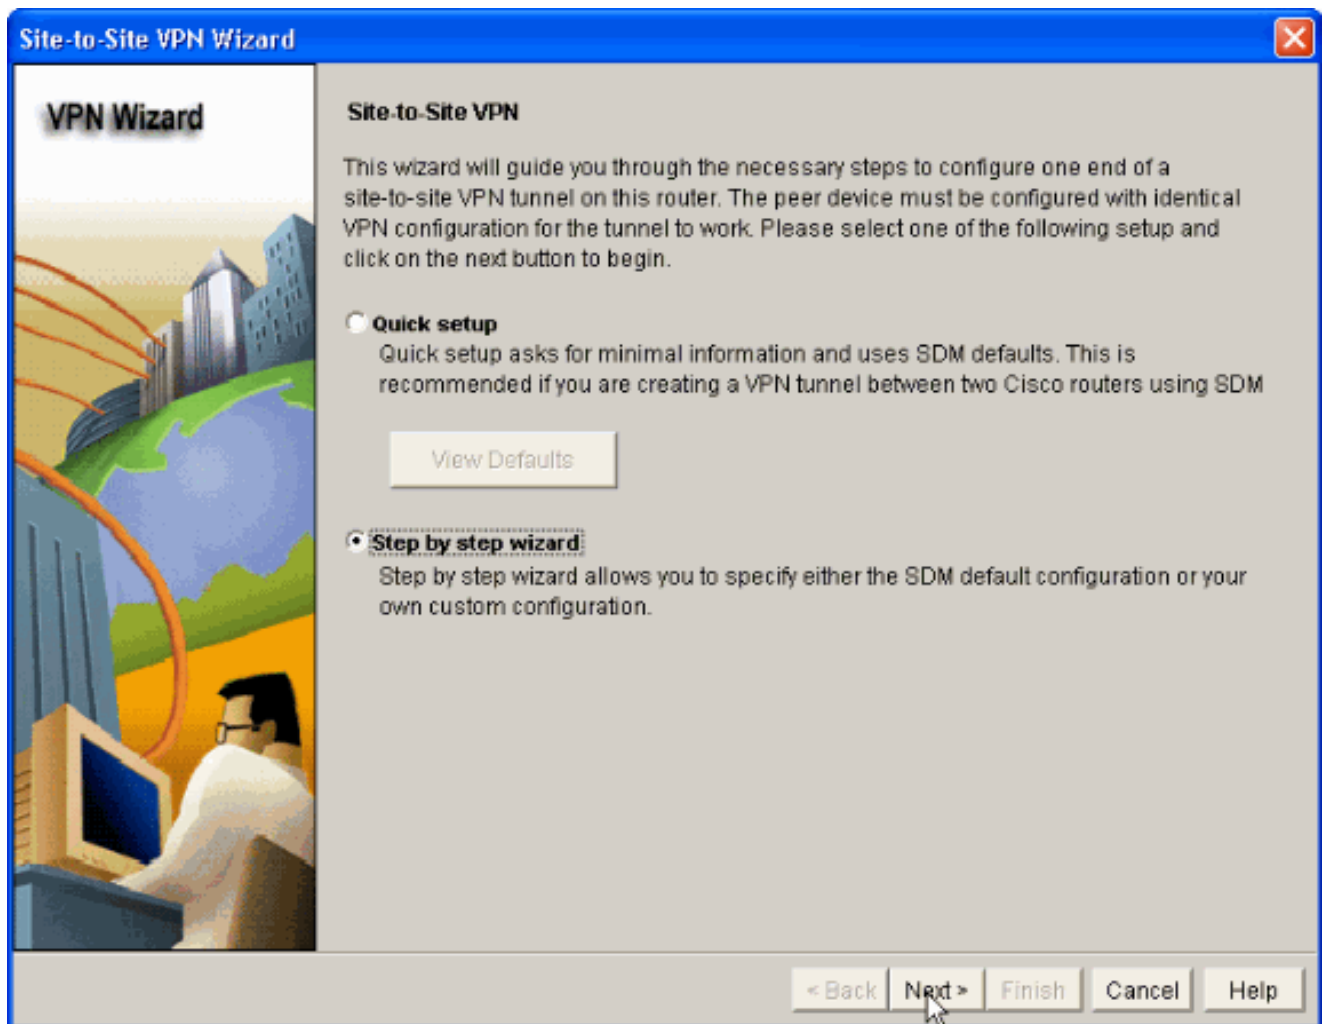 Site-to-Site VPN Wizard
VPN Wizard
Site-to-Site VPN
This wizard will guide you through the necessary steps to configure one end of a
site-to-site VPN tunnel on this router. The peer device must be configured with identical
VPN configuration for the tunnel to work. Please select one of the following setup and
click on the next button to begin.
Quick setup
Quick setup asks for minimal information and uses SDM defaults. This is
recommended if you are creating a VPN tunnel between two Cisco routers using SDM
View Defaults
Step by step wizard
Step by step wizard allows you to specify either the SDM default configuration or your
own custom configuration.
< Back Next > Finish Cancel Help